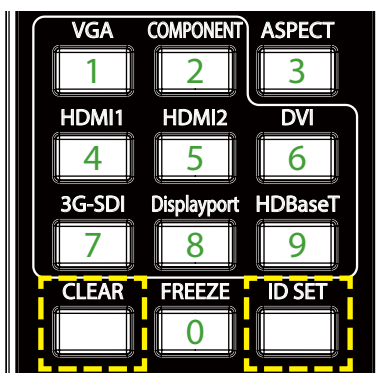 VGA COMPONENT ASPECT
1 2 3
HDMI1 HDMI2 DVI
4 5 6
3G-SDI Displayport HDBaseT
7 8 9
CLEAR FREEZE ID SET
0